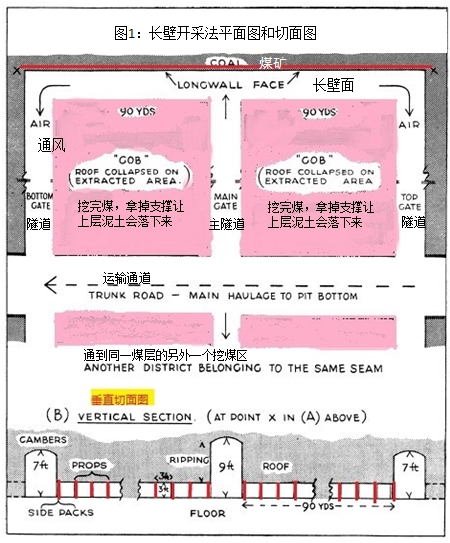 图1：长壁开采法平面图和切面图
COAL 煤矿
X X
LONGWALL FACE 长壁面
90 YDS 90 YDS
AIR AIR
通风
"GOB" "GOB"
(ROOF COLLAPSED ON EXTRACTED AREA.) (ROOF COLLAPSED ON EXTRACTED AREA.)
BOTTOM GATE MAIN GATE TOP GATE
隧道 主隧道 隧道
挖完煤，拿掉支撑让 挖完煤，拿掉支撑让
上层泥土会落下来 上层泥土会落下来
运输通道
TRUNK ROAD – MAIN HAULAGE TO PIT BOTTOM
通到同一煤层的另外一个挖煤区
ANOTHER DISTRICT BELONGING TO THE SAME SEAM
垂直切面图
(B) VERTICAL SECTION. (AT POINT X IN (A) ABOVE)
CAMBERS RIPPING
7ft PROPS 3ft 9ft ROOF 7ft
3ft
SIDE PACKS FLOOR 90 YDS